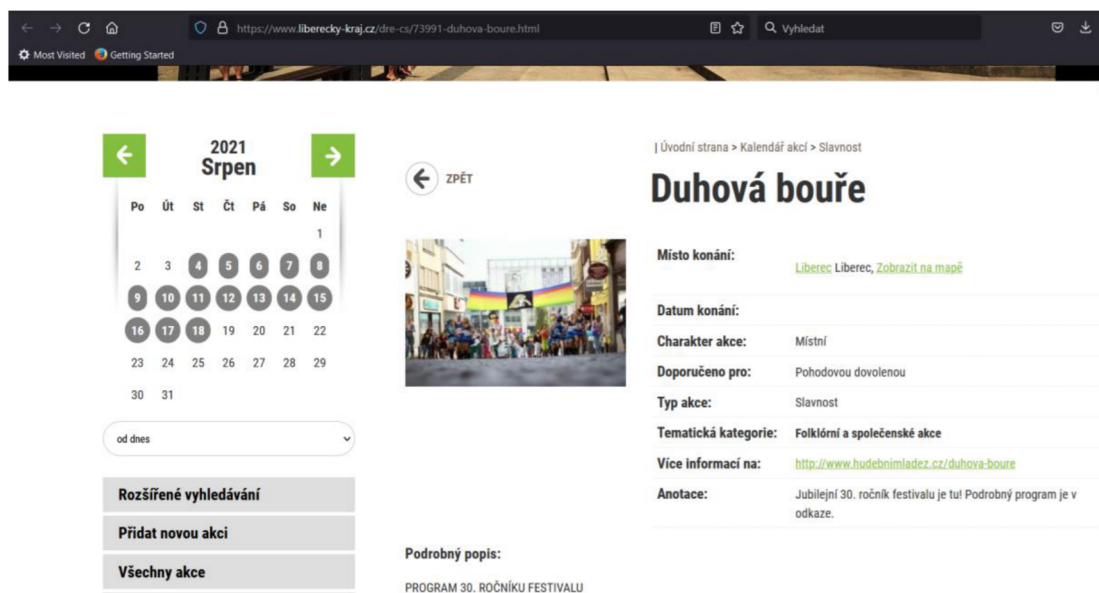 https://www.liberecky-kraj.cz/dre-cs/73991-duhova-boure.html
Vyhledat
Most Visited
Getting Started
2021
Srpen
Po Út St Čt Pá So Ne
1
2 3 4 5 6 7 8
9 10 11 12 13 14 15
16 17 18 19 20 21 22
23 24 25 26 27 28 29
30 31
od dnes
Rozšířené vyhledávání
Přidat novou akci
Všechny akce
ZPĚT
| Úvodní strana > Kalendář akcí > Slavnost
Duhová bouře
Místo konání:
Liberec Liberec, Zobrazit na mapě
Datum konání:
Charakter akce: Místní
Doporučeno pro: Pohodovou dovolenou
Typ akce: Slavnost
Tematická kategorie: Folklórní a společenské akce
Více informací na: http://www.hudebnimladez.cz/duhova-boure
Anotace: Jubilejní 30. ročník festivalu je tu! Podrobný program je v
odkaze.
Podrobný popis:
PROGRAM 30. ROČNÍKU FESTIVALU